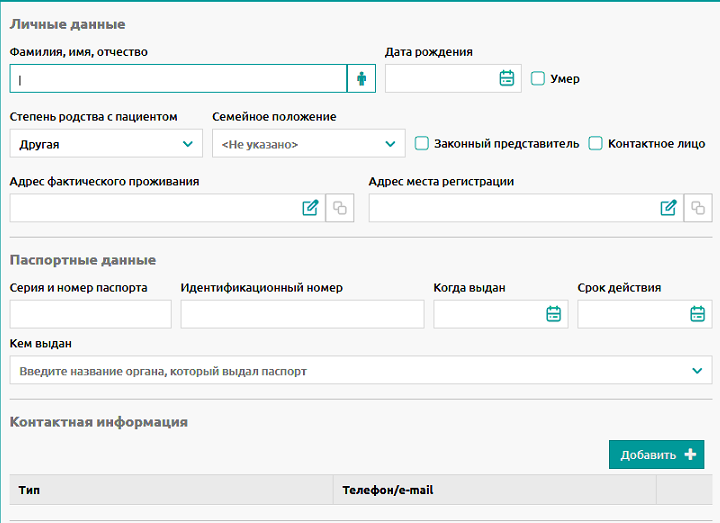 Личные данные
Фамилия, имя, отчество Дата рождения
Умер
Степень родства с пациентом Семейное положение
Другая <Не указано> Законный представитель Контактное лицо
Адрес фактического проживания Адрес места регистрации
Паспортные данные
Серия и номер паспорта Идентификационный номер Когда выдан Срок действия
Кем выдан
Введите название органа, который выдал паспорт
Контактная информация
Добавить
Тип Телефон/e-mail